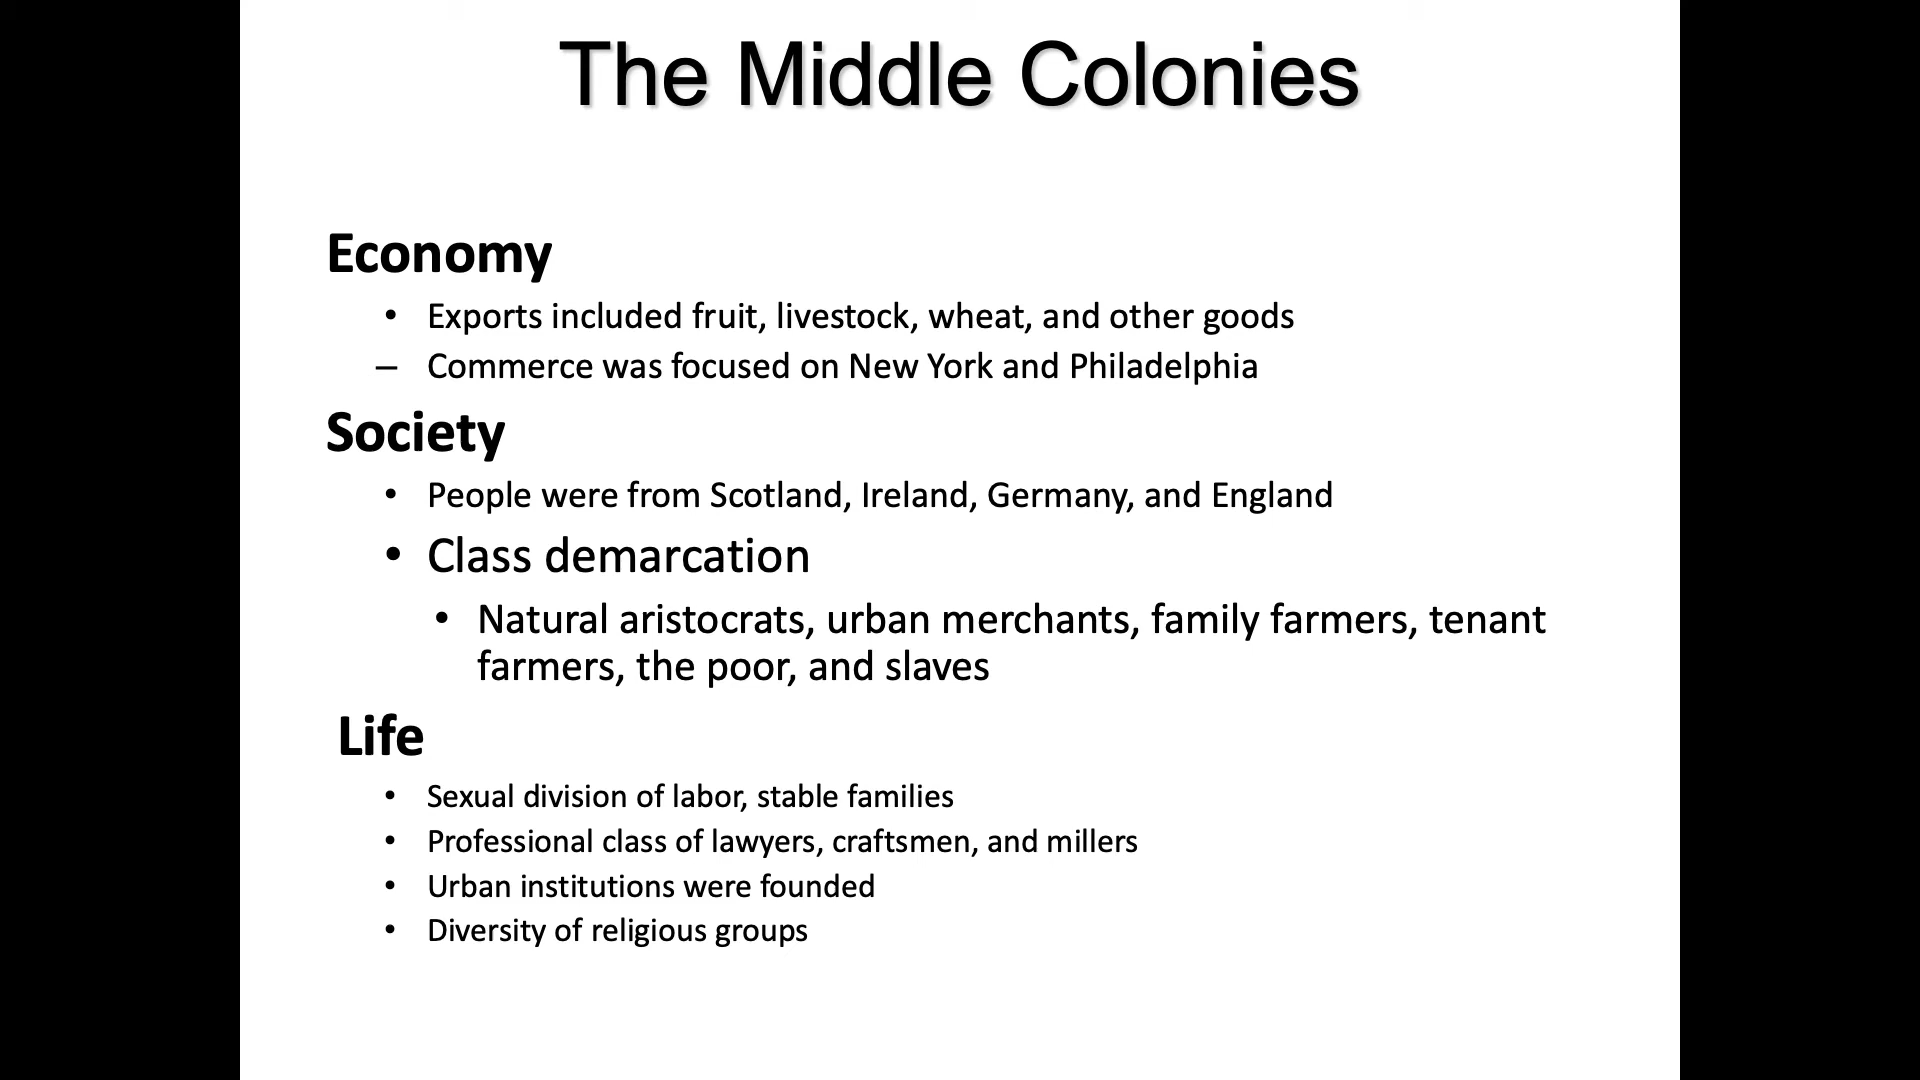 The Middle Colonies
Economy
• Exports included fruit, livestock, wheat, and other goods
– Commerce was focused on New York and Philadelphia
Society
• People were from Scotland, Ireland, Germany, and England
• Class demarcation
• Natural aristocrats, urban merchants, family farmers, tenant
farmers, the poor, and slaves
Life
• Sexual division of labor, stable families
• Professional class of lawyers, craftsmen, and millers
• Urban institutions were founded
• Diversity of religious groups